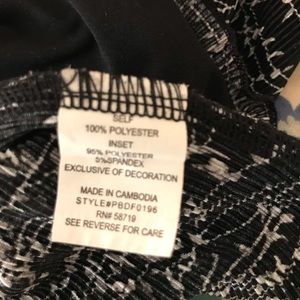 SELF
100% POLYESTER
INSET
95% POLYESTER
5%SPANDEX
EXCLUSIVE OF DECORATION
MADE IN CAMBODIA
STYLE#PBDF0196
RN# 58719
SEE REVERSE FOR CARE